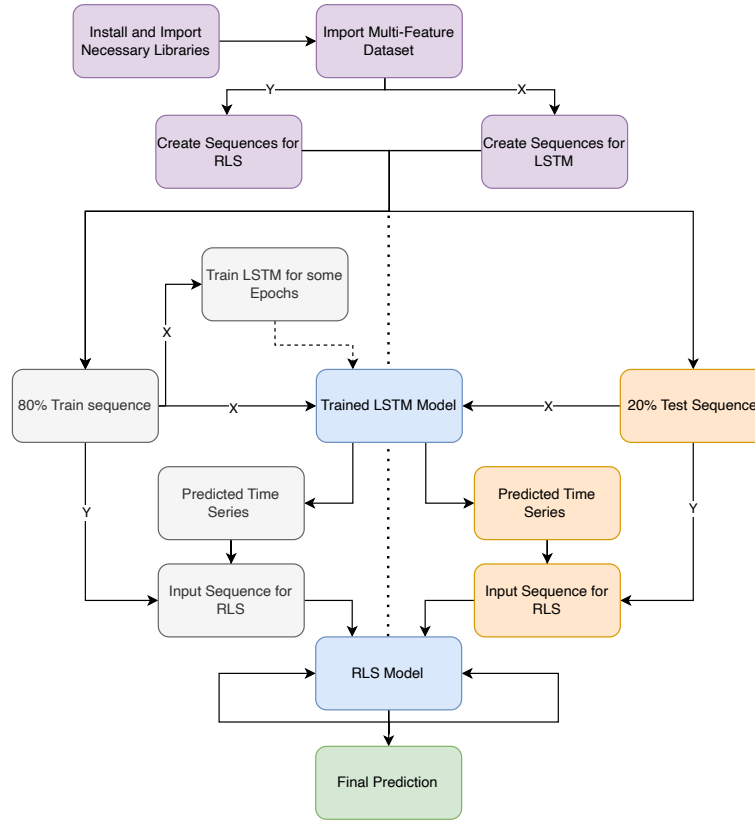 Install and Import
Necessary Libraries
Import Multi-Feature
Dataset
Y
X
Create Sequences for
RLS
Create Sequences for
LSTM
Train LSTM for some
Epochs
X
80% Train sequence
X
Trained LSTM Model
X
20% Test Sequence
Predicted Time
Series
Predicted Time
Series
Y
Y
Input Sequence for
RLS
Input Sequence for
RLS
RLS Model
Final Prediction